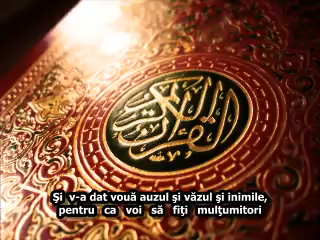 القرآن الكريم
Şi v-a dat vouă auzul şi văzul şi inimile,
pentru ca voi să fiţi mulţumitori